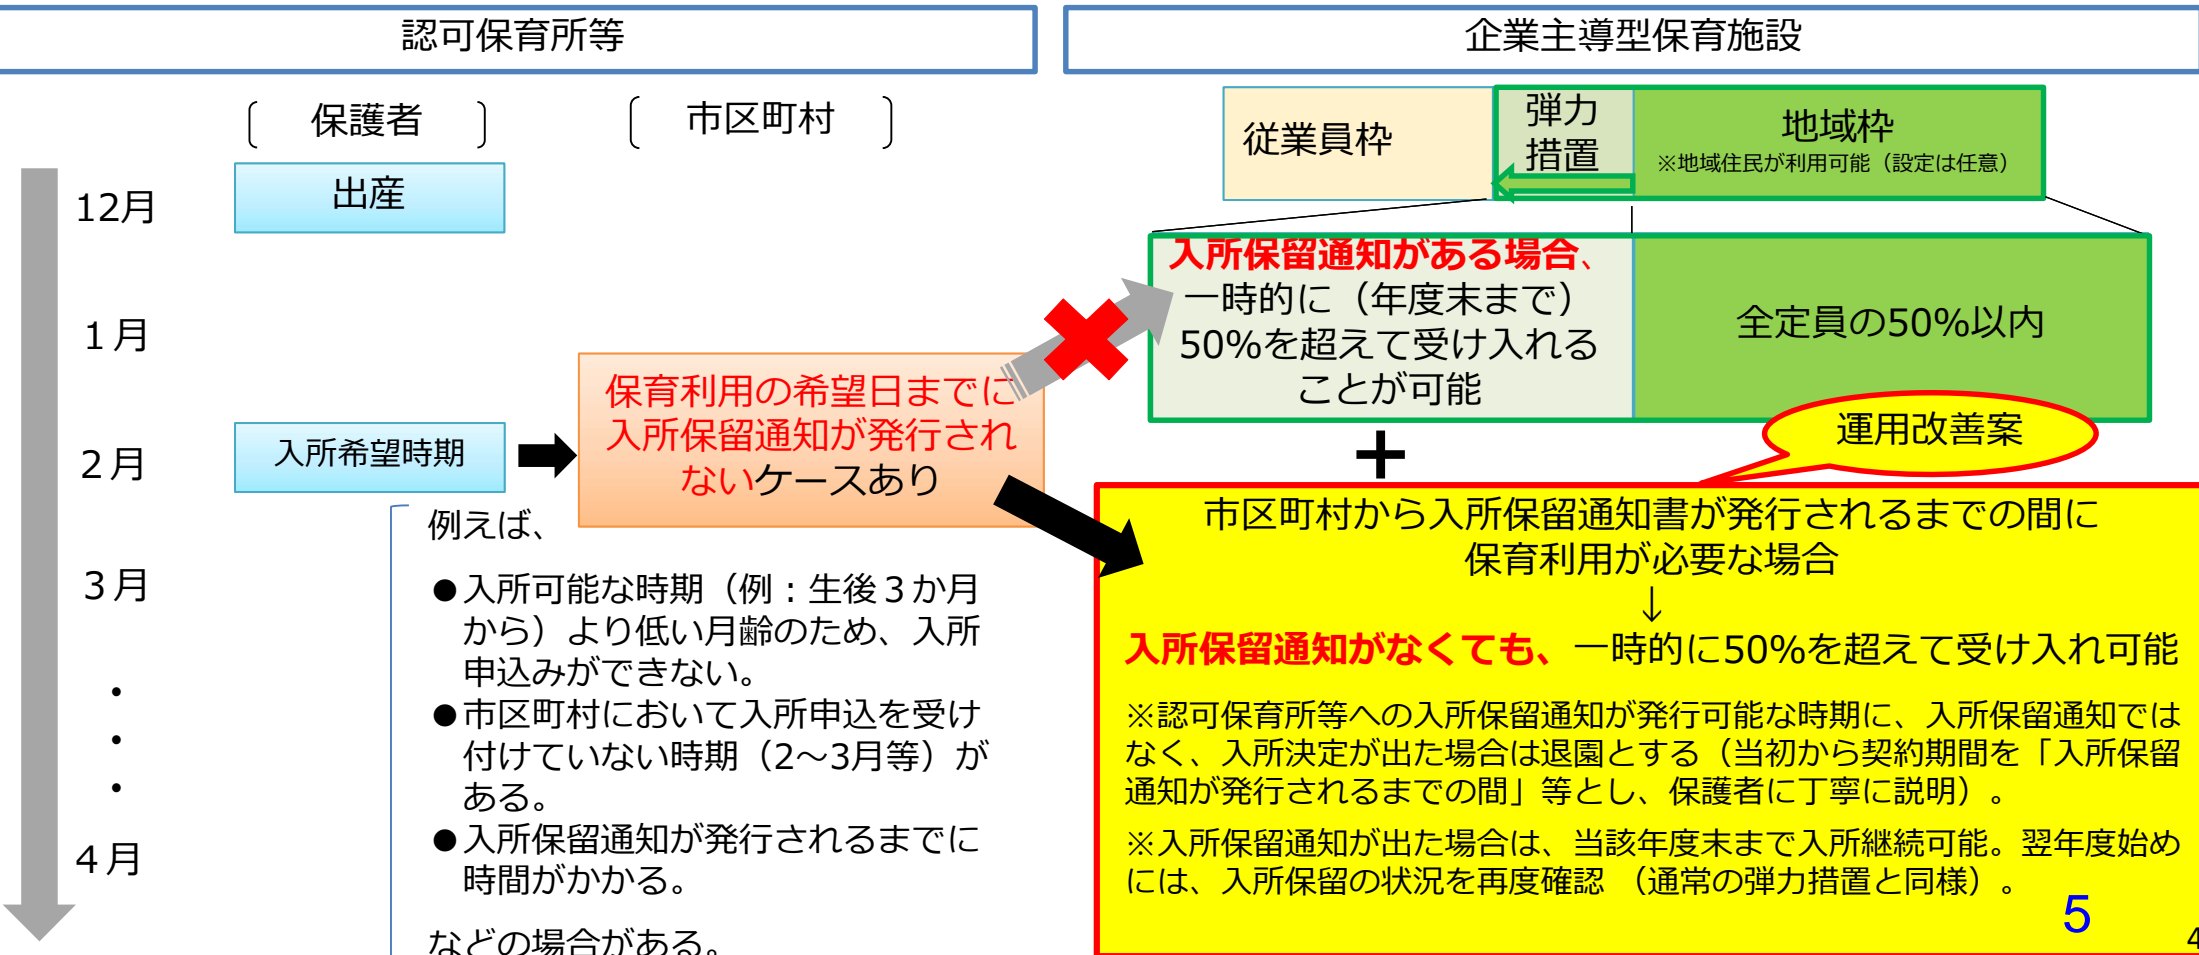 認可保育所等
企業主導型保育施設
保護者
市区町村
12月
１月
２月
３月
・
・
・
４月
出産
入所希望時期
保育利用の希望日までに
入所保留通知が発行され
ないケースあり
例えば、
●入所可能な時期（例：生後３か月
から）より低い月齢のため、入所
申込みができない。
●市区町村において入所申込を受け
付けていない時期（2～3月等）が
ある。
●入所保留通知が発行されるまでに
時間がかかる。
などの場合がある。
従業員枠
弾力
措置
地域枠
※地域住民が利用可能（設定は任意）
入所保留通知がある場合、
一時的に（年度末まで）
50%を超えて受け入れる
ことが可能
全定員の50%以内
＋
運用改善案
市区町村から入所保留通知書が発行されるまでの間に
保育利用が必要な場合
↓
入所保留通知がなくても、一時的に50%を超えて受け入れ可能
※認可保育所等への入所保留通知が発行可能な時期に、入所保留通知では
なく、入所決定が出た場合は退園とする（当初から契約期間を「入所保留
通知が発行されるまでの間」等とし、保護者に丁寧に説明）。
※入所保留通知が出た場合は、当該年度末まで入所継続可能。翌年度始め
には、入所保留の状況を再度確認 （通常の弾力措置と同様）。
5
4